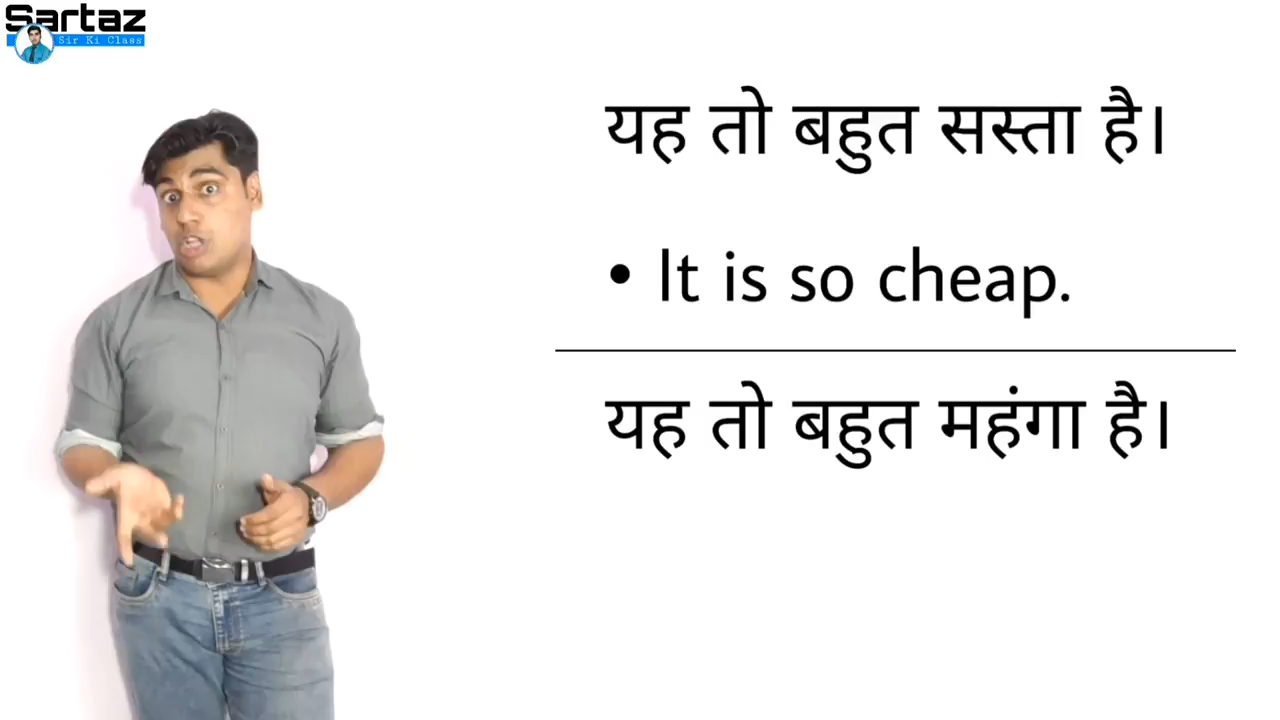 Sartaz
Sir Ki Class
यह तो बहुत सस्ता है।
• It is so cheap.
यह तो बहुत महंगा है।